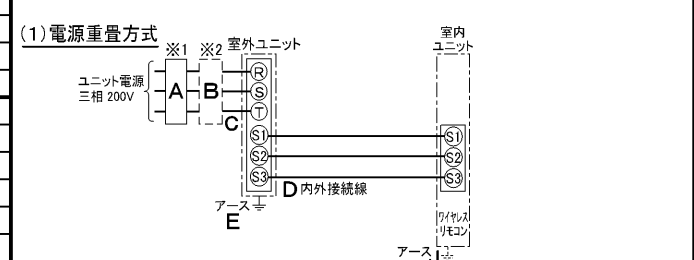 (1)電源重畳方式
※1 ※2 室外ユニット
室内
ユニット
ユニット電源
三相 200V
A
B
R
S
T
C
S1
S2
S3
S1
S2
S3
D 内外接続線
アース
E
ワイヤレス
リモコン
アース